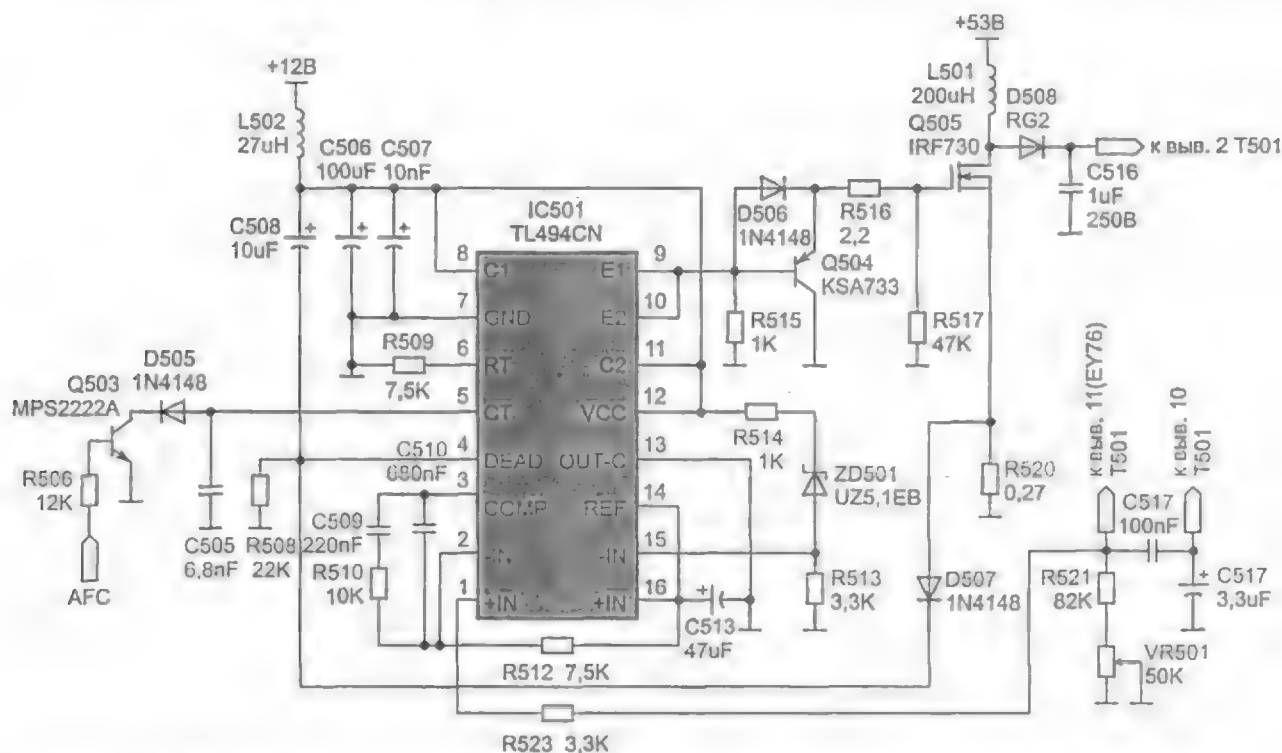 +53В
+12В
L501
200uH
D508
RG2
Q505
IRF730
к выв. 2 T501
L502
27uH
C506
100uF
C507
10nF
C516
1uF
250В
IC501
TL494CN
C508
10uF
D506
1N4148
R516
2,2
Q504
KSA733
8
C1
E1
9
7
GND
E2
10
R515
1K
R517
47K
R509
7,5K
6
RT
C2
11
D505
1N4148
Q503
MPS2222A
5
CT
VCC
12
R514
1K
к выв. 11(EY76)
T501
к выв. 10
T501
C510
680nF
4
DEAD
OUT-C
13
ZD501
UZ5,1EB
R520
0,27
R506
12K
3
COMP
REF
14
C509
220nF
C517
100nF
C505
6,8nF
R508
22K
2
-IN
-IN
15
R510
10K
R513
3,3K
D507
1N4148
R521
82K
C517
3,3uF
AFC
1
+IN
+IN
16
C513
47uF
VR501
50K
R512 7,5K
R523 3,3K